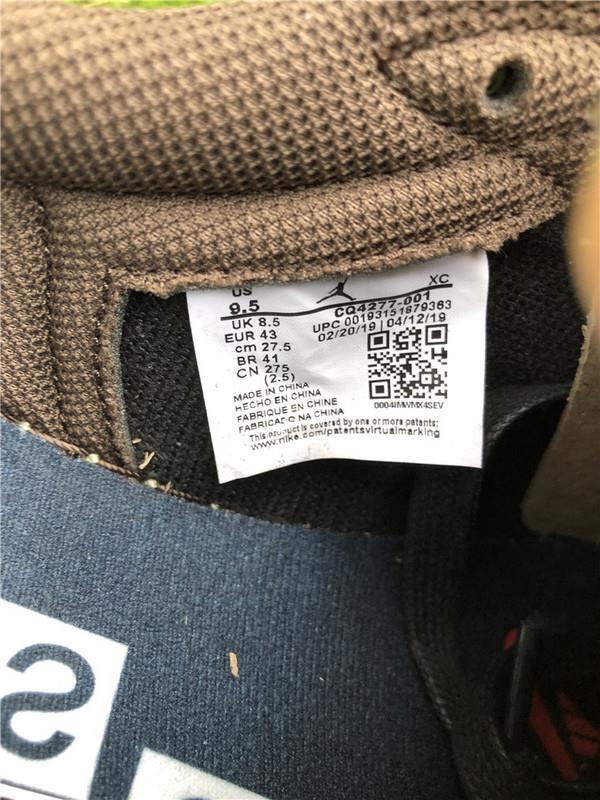 US XC
9.5 CQ4277-001
UK 8.5 UPC 00193151879363
EUR 43 02/20/19 | 04/12/19
cm 27.5
BR 41
CN 275
(2.5)
0004IMWMX4SEV
MADE IN CHINA
HECHO EN CHINA
FABRIQUE EN CHINE
FABRICADO NA CHINA
This product is covered by one or more patents:
www.nike.com/patentsvirtualmarking
S